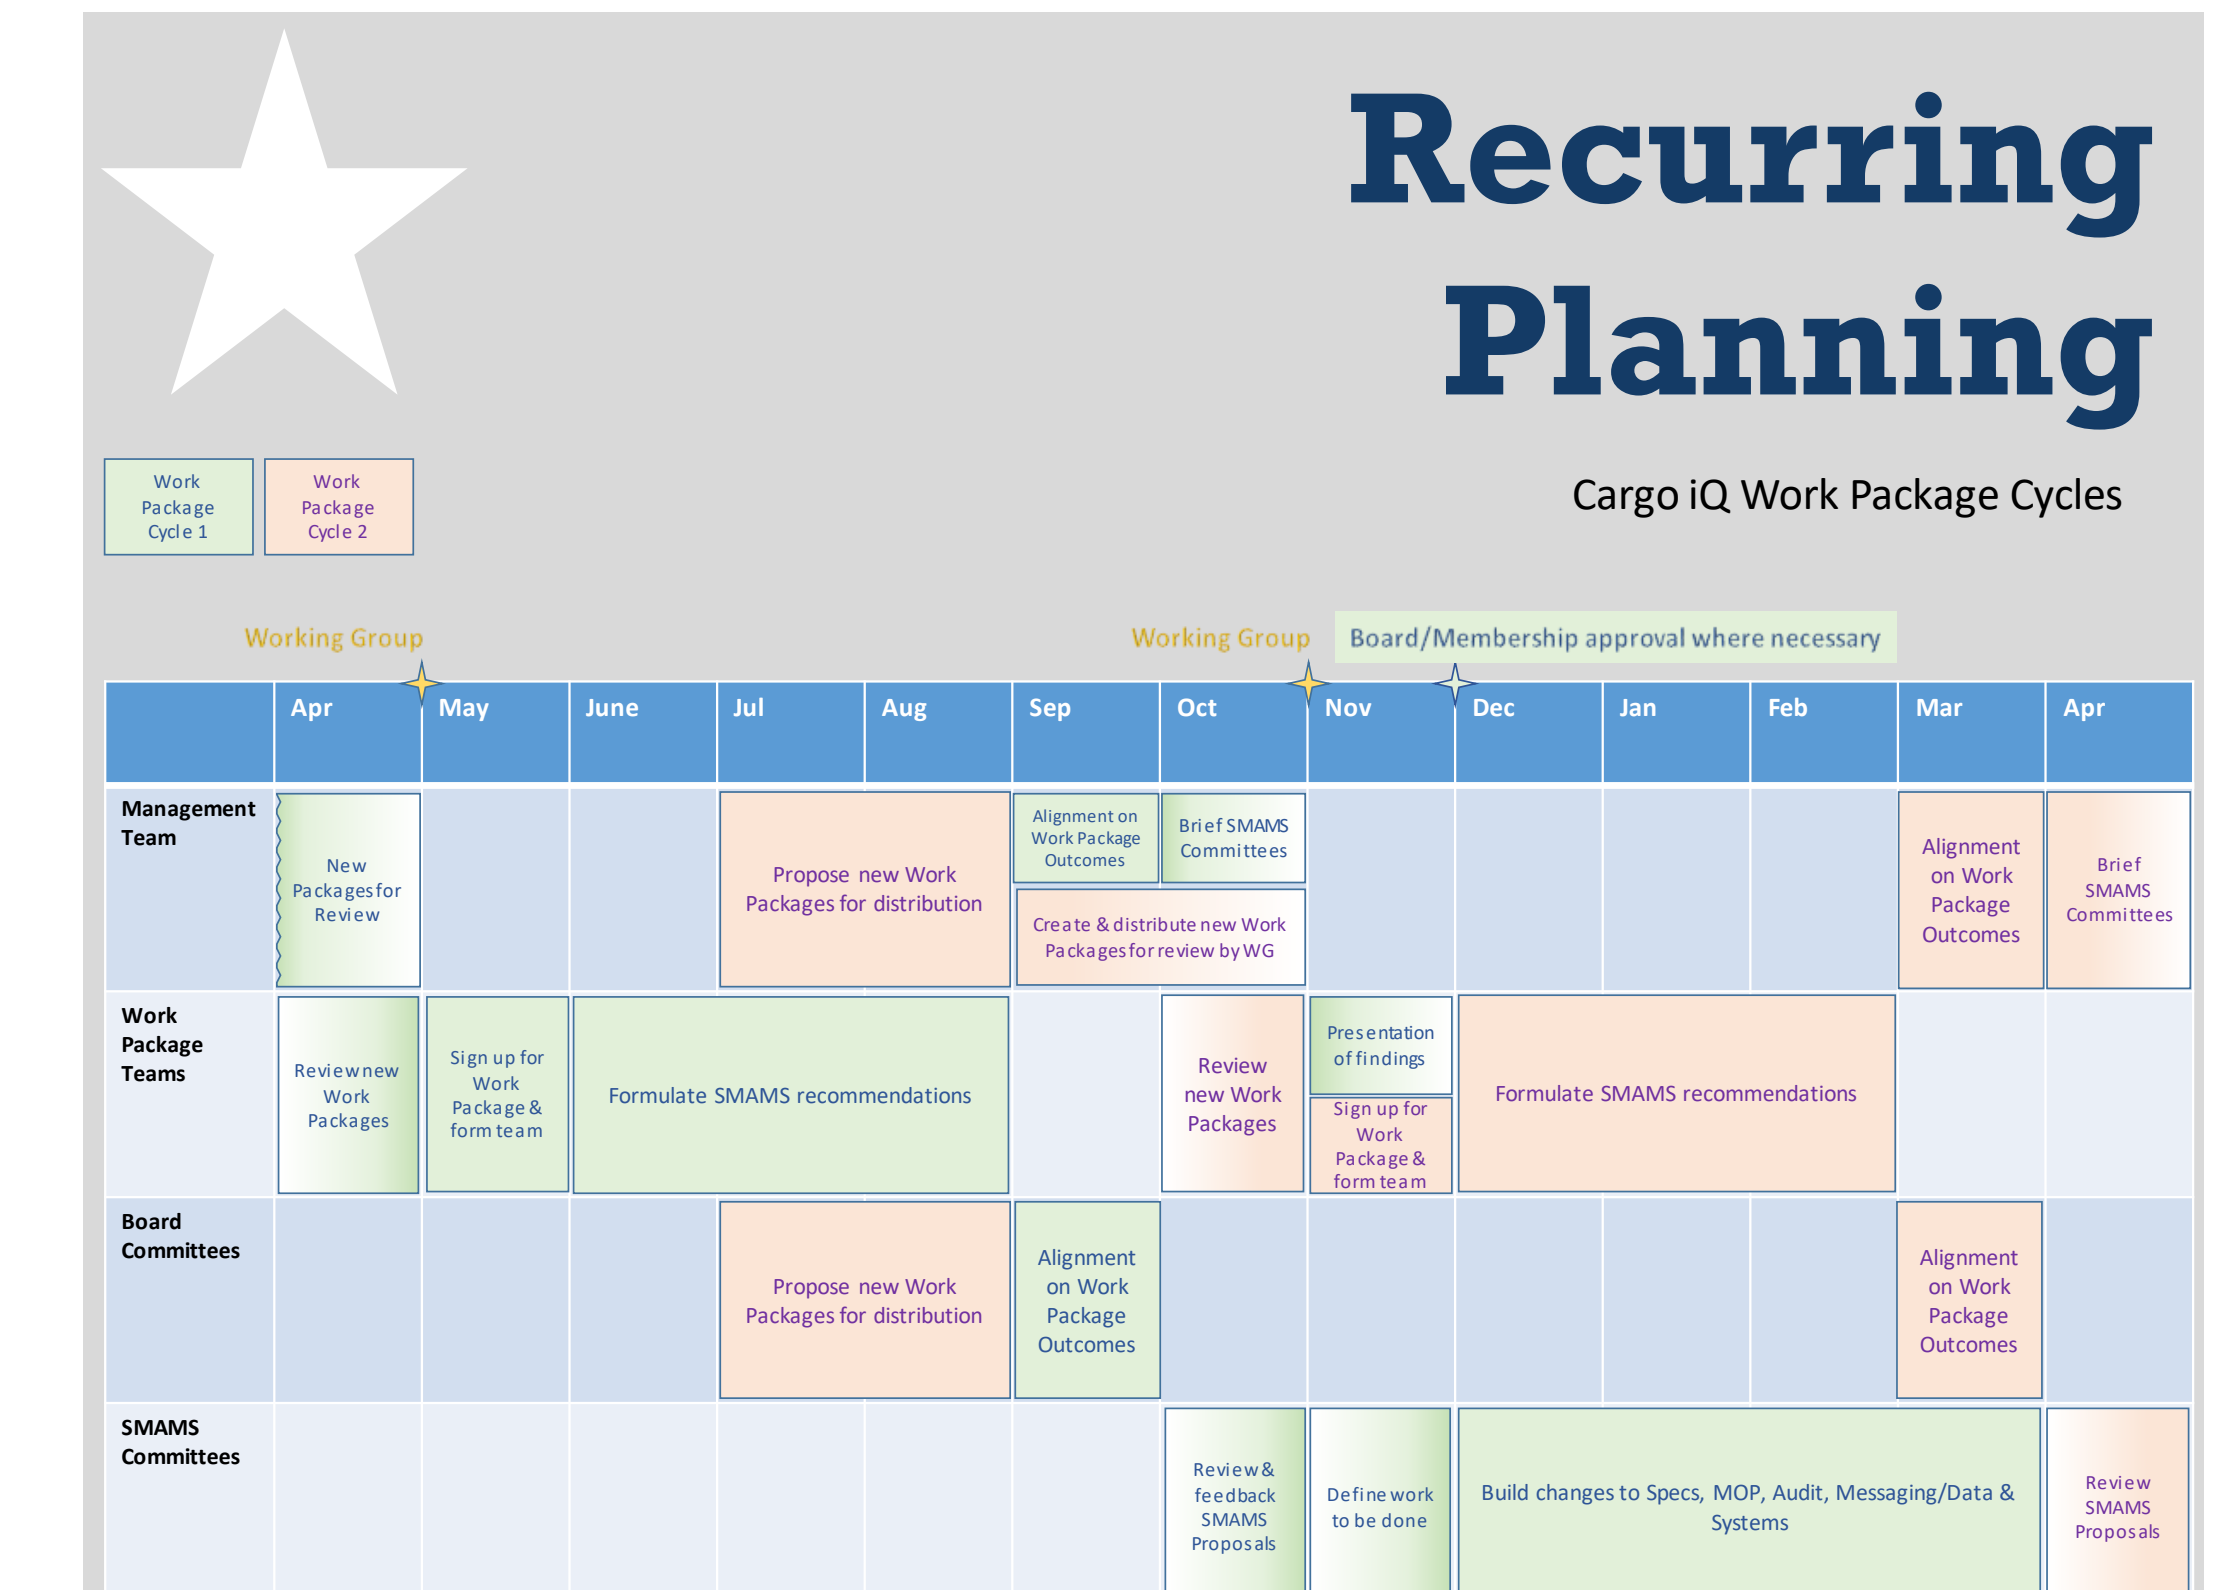 Recurring
Planning
Cargo iQ Work Package Cycles
Work
Package
Cycle 1
Work
Package
Cycle 2
Working Group
Working Group
Board/Membership approval where necessary
Apr
May
June
Jul
Aug
Sep
Oct
Nov
Dec
Jan
Feb
Mar
Apr
Management
Team
New
Packages for
Review
Propose new Work
Packages for distribution
Alignment on
Work Package
Outcomes
Brief SMAMS
Committees
Create & distribute new Work
Packages for review by WG
Alignment
on Work
Package
Outcomes
Brief
SMAMS
Committees
Work
Package
Teams
Review new
Work
Packages
Sign up for
Work
Package &
form team
Formulate SMAMS recommendations
Review
new Work
Packages
Presentation
of findings
Sign up for
Work
Package &
form team
Formulate SMAMS recommendations
Board
Committees
Propose new Work
Packages for distribution
Alignment
on Work
Package
Outcomes
Alignment
on Work
Package
Outcomes
SMAMS
Committees
Review &
feedback
SMAMS
Proposals
Define work
to be done
Build changes to Specs, MOP, Audit, Messaging/Data &
Systems
Review
SMAMS
Proposals